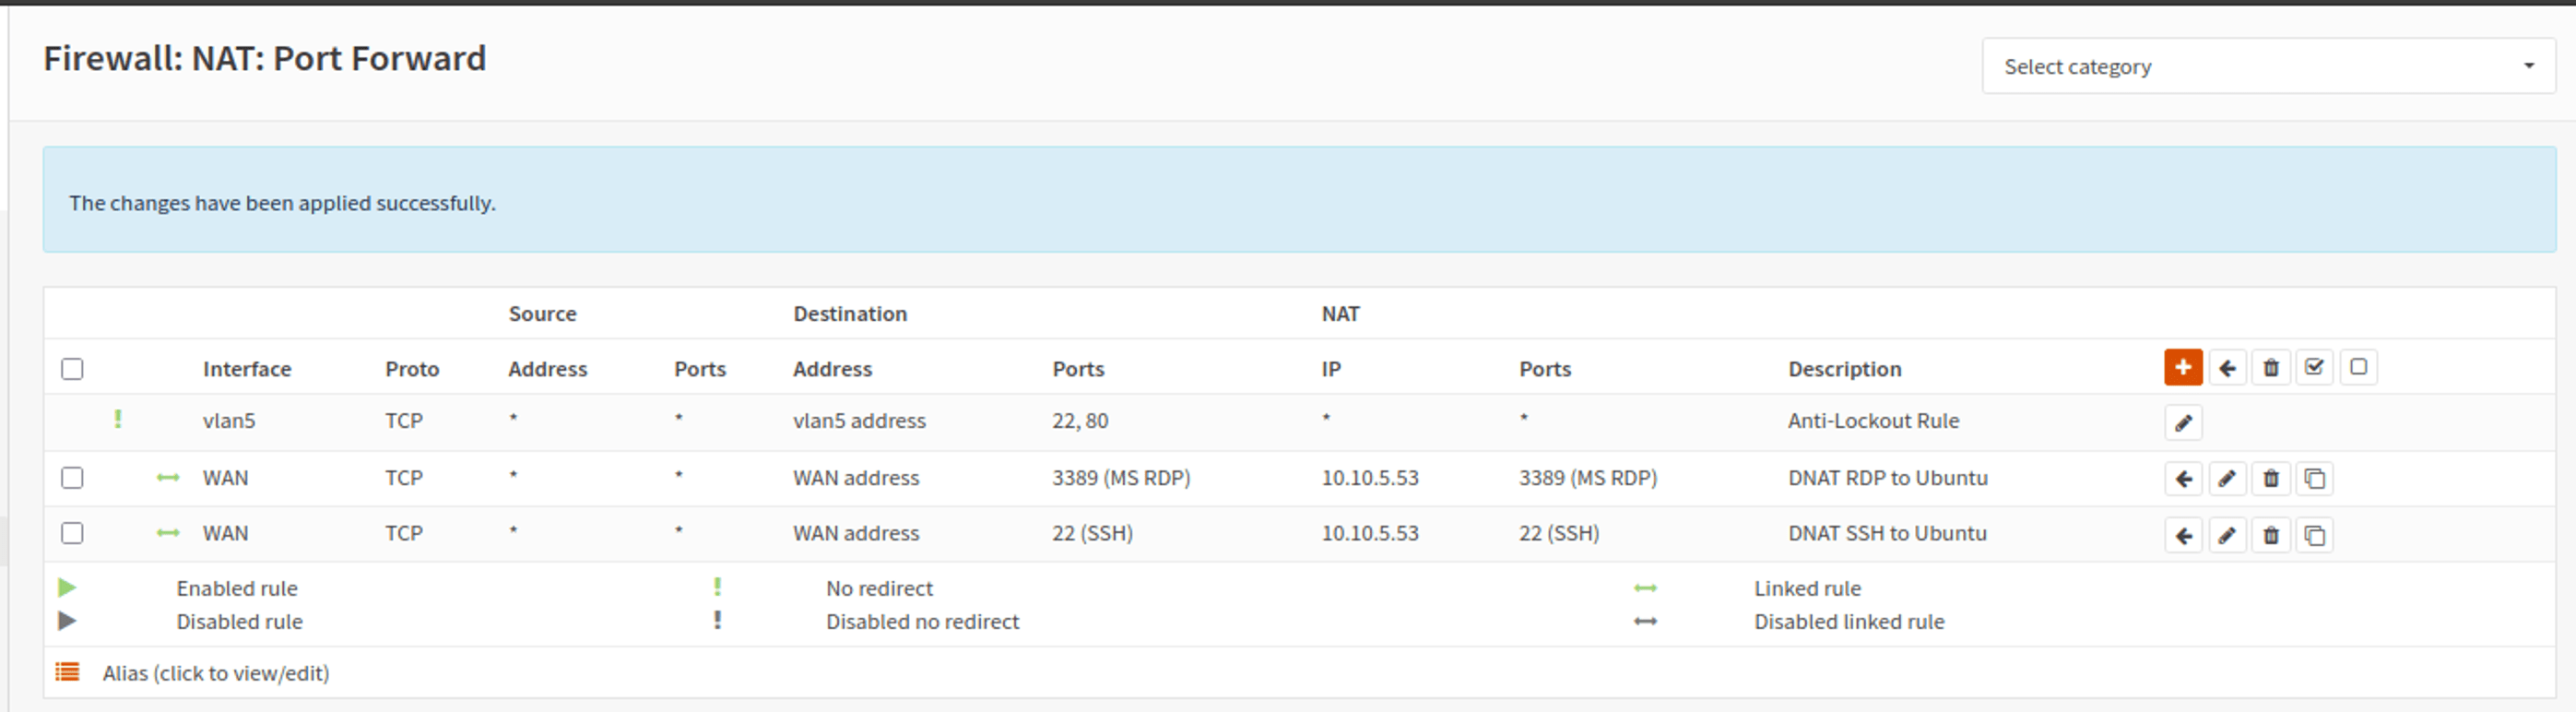 Firewall: NAT: Port Forward
Select category
The changes have been applied successfully.
Source Destination NAT
Interface Proto Address Ports Address Ports IP Ports Description
! vlan5 TCP * * vlan5 address 22, 80 * * Anti-Lockout Rule
WAN TCP * * WAN address 3389 (MS RDP) 10.10.5.53 3389 (MS RDP) DNAT RDP to Ubuntu
WAN TCP * * WAN address 22 (SSH) 10.10.5.53 22 (SSH) DNAT SSH to Ubuntu
Enabled rule ! No redirect Linked rule
Disabled rule ! Disabled no redirect Disabled linked rule
Alias (click to view/edit)